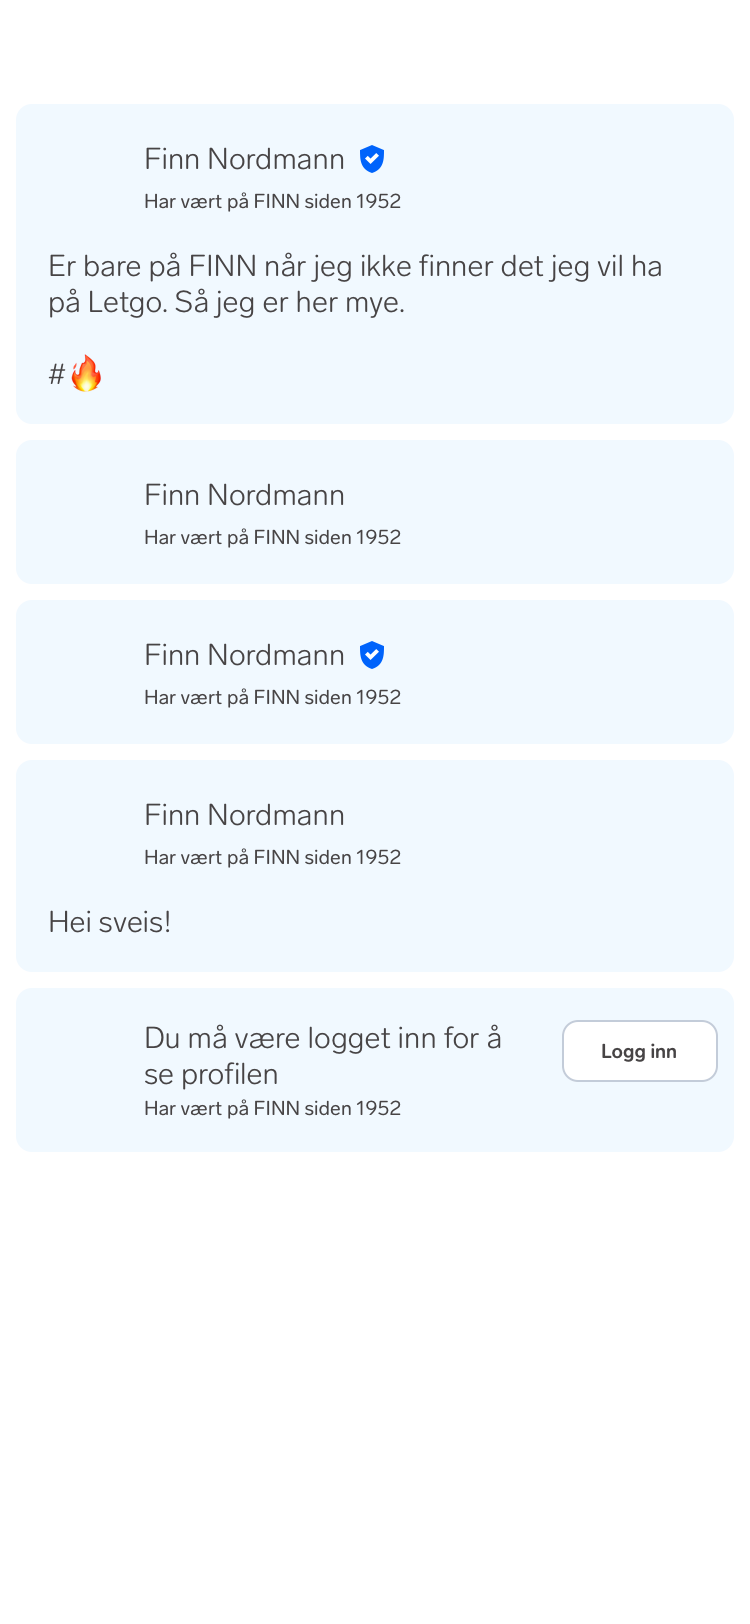 Finn Nordmann
Har vært på FINN siden 1952
Er bare på FINN når jeg ikke finner det jeg vil ha
på Letgo. Så jeg er her mye.
#🔥
Finn Nordmann
Har vært på FINN siden 1952
Finn Nordmann
Har vært på FINN siden 1952
Finn Nordmann
Har vært på FINN siden 1952
Hei sveis!
Du må være logget inn for å
se profilen
Logg inn
Har vært på FINN siden 1952